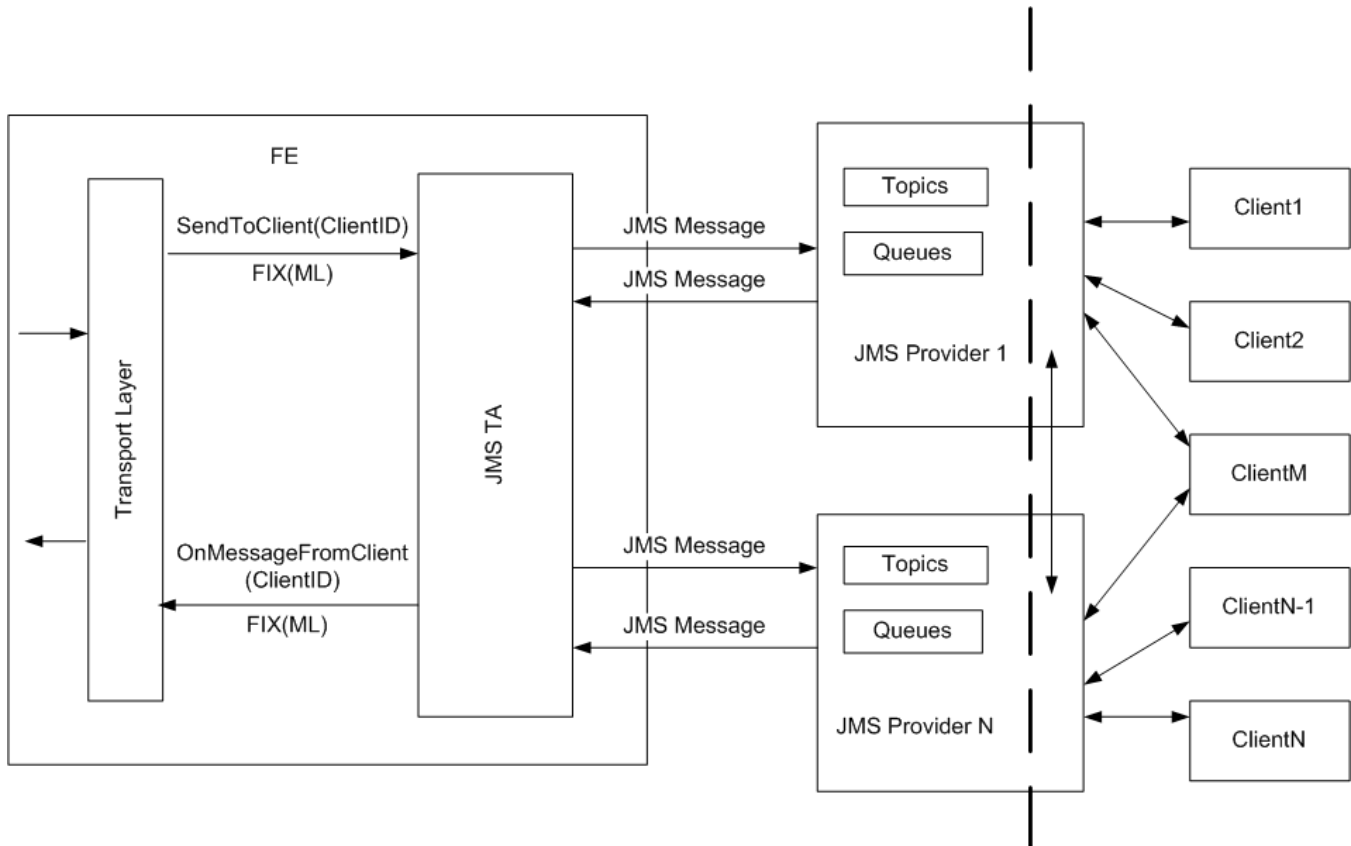 FE
Transport Layer
SendToClient(ClientID)
FIX(ML)
OnMessageFromClient
(ClientID)
FIX(ML)
JMS TA
JMS Message
JMS Message
JMS Message
JMS Message
Topics
Queues
JMS Provider 1
Topics
Queues
JMS Provider N
Client1
Client2
ClientM
ClientN-1
ClientN